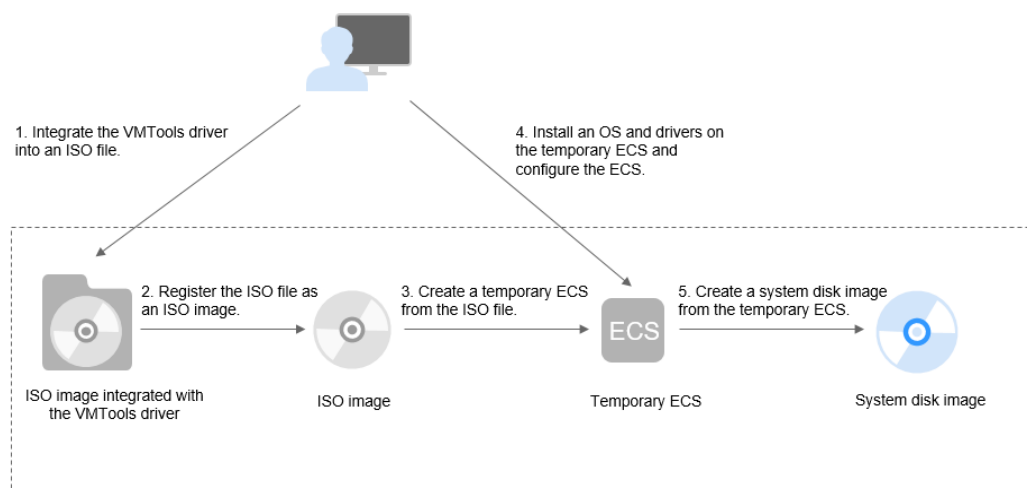 1. Integrate the VMTools driver
into an ISO file.
4. Install an OS and drivers on
the temporary ECS and
configure the ECS.
2. Register the ISO file as
an ISO image.
3. Create a temporary ECS
from the ISO file.
5. Create a system disk image
from the temporary ECS.
ECS
ISO image integrated with
the VMTools driver
ISO image
Temporary ECS
System disk image